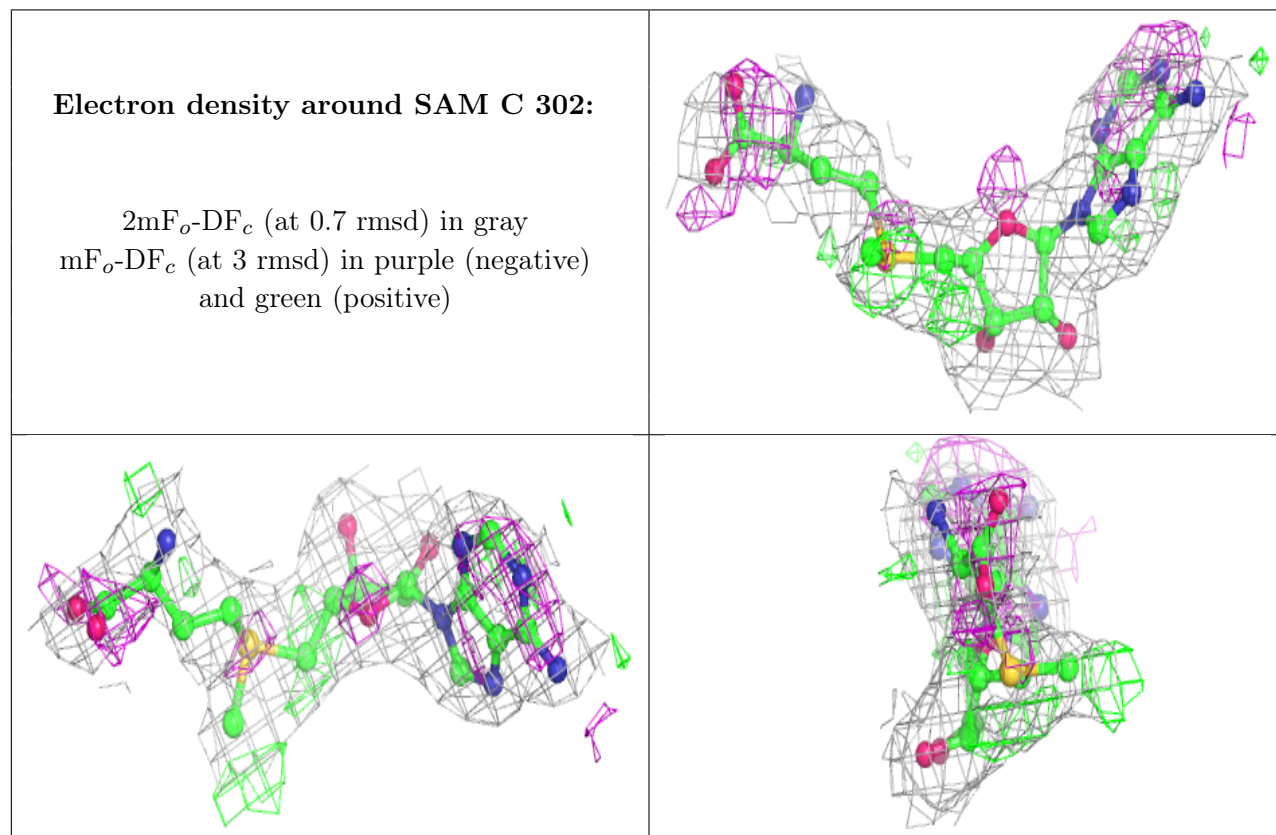 Electron density around SAM C 302:
2mFo-DFc (at 0.7 rmsd) in gray
mFo-DFc (at 3 rmsd) in purple (negative)
and green (positive)